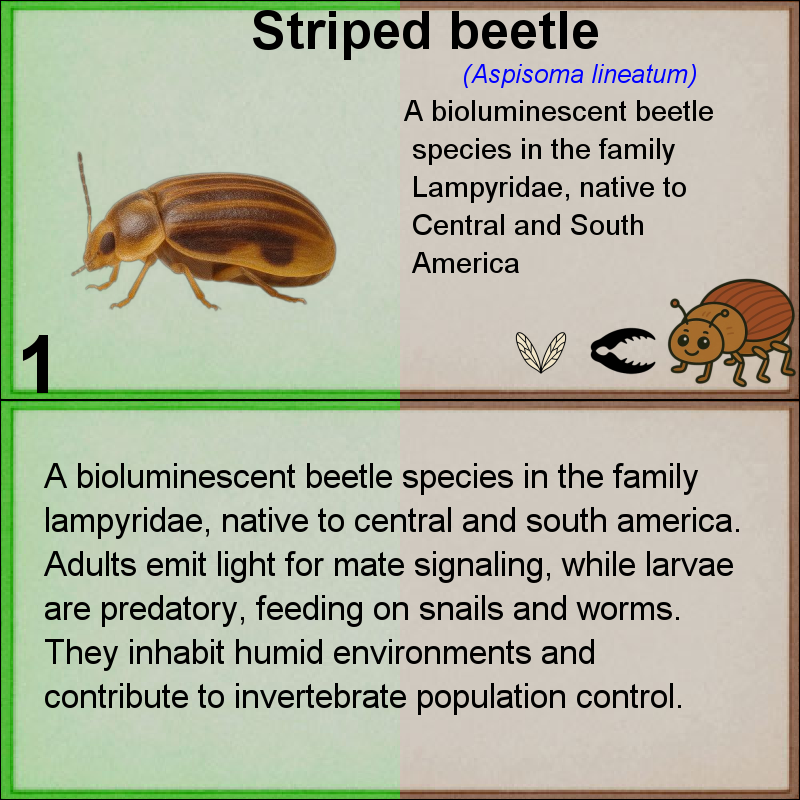 Striped beetle
(Aspisoma lineatum)
A bioluminescent beetle
species in the family
Lampyridae, native to
Central and South
America
1
A bioluminescent beetle species in the family
lampyridae, native to central and south america.
Adults emit light for mate signaling, while larvae
are predatory, feeding on snails and worms.
They inhabit humid environments and
contribute to invertebrate population control.